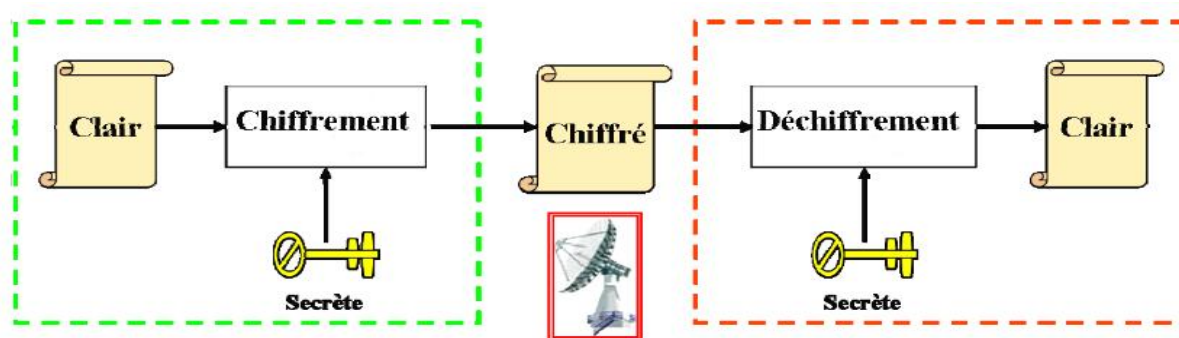 Clair
Chiffrement
Chiffré
Déchiffrement
Clair
Secrète
Secrète